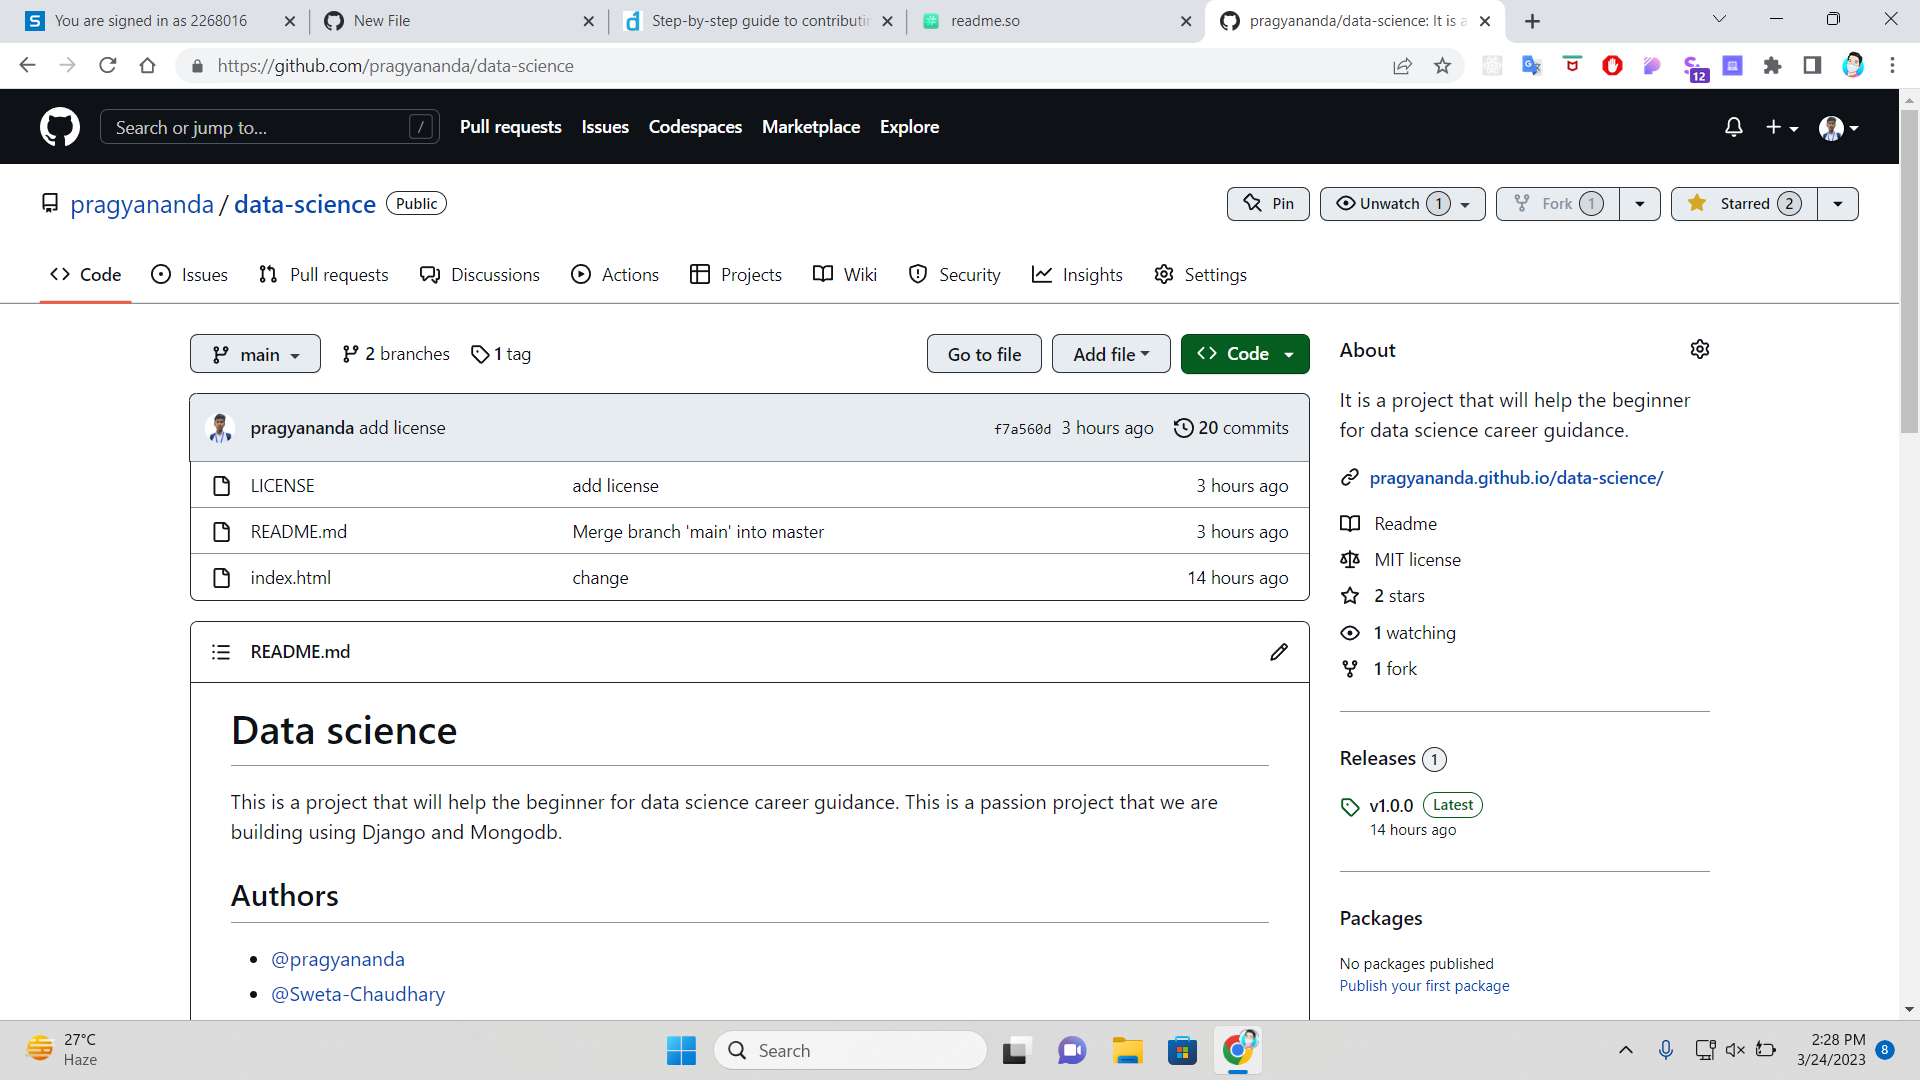 You are signed in as 2268016
New File
Step-by-step guide to contributin
readme.so
pragyananda/data-science: It is a
https://github.com/pragyananda/data-science
12
Search or jump to...
/
Pull requests
Issues
Codespaces
Marketplace
Explore
pragyananda / data-science
Public
Pin
Unwatch 1
Fork 1
Starred 2
Code
Issues
Pull requests
Discussions
Actions
Projects
Wiki
Security
Insights
Settings
main
2 branches
1 tag
Go to file
Add file
Code
pragyananda add license
f7a560d 3 hours ago
20 commits
LICENSE
add license
3 hours ago
README.md
Merge branch 'main' into master
3 hours ago
index.html
change
14 hours ago
README.md
Data science
This is a project that will help the beginner for data science career guidance. This is a passion project that we are
building using Django and Mongodb.
Authors
@pragyananda
@Sweta-Chaudhary
About
It is a project that will help the beginner
for data science career guidance.
pragyananda.github.io/data-science/
Readme
MIT license
2 stars
1 watching
1 fork
Releases 1
v1.0.0 Latest
14 hours ago
Packages
No packages published
Publish your first package
27°C
Haze
Search
2:28 PM
3/24/2023
8